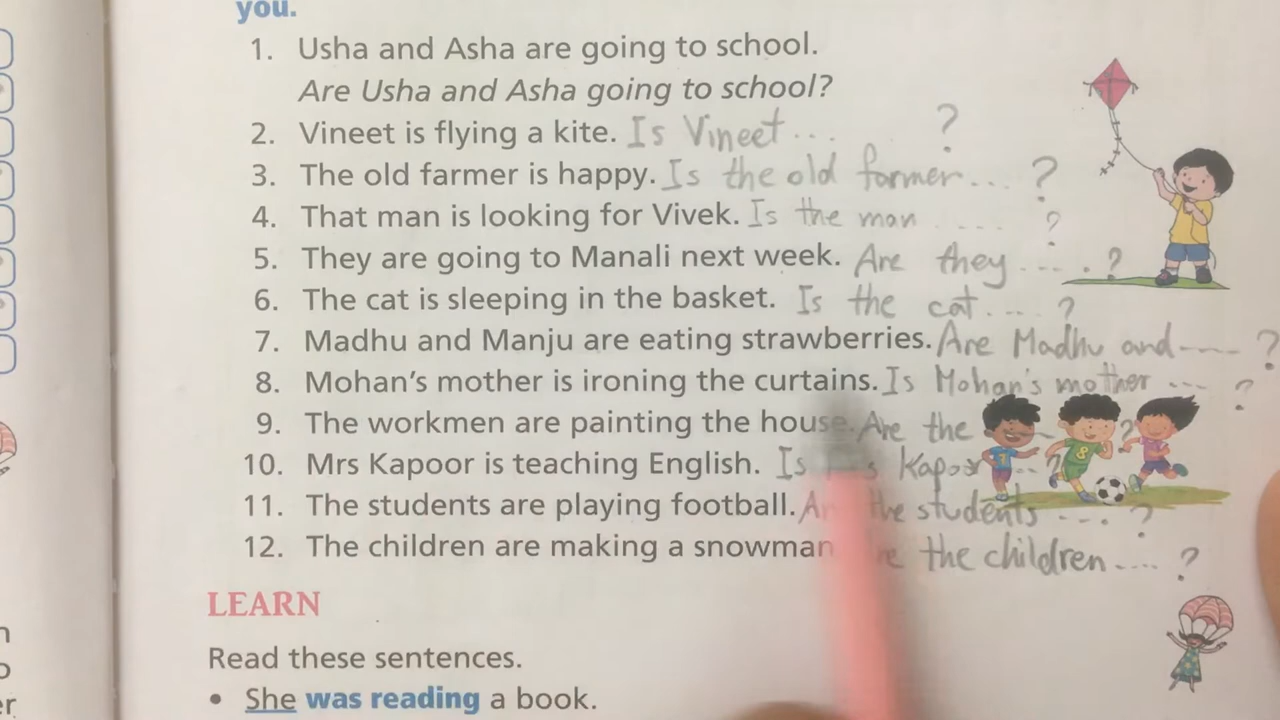 you.
1. Usha and Asha are going to school.
Are Usha and Asha going to school?
2. Vineet is flying a kite. Is Vineet ... ?
3. The old farmer is happy. Is the old farmer ... ?
4. That man is looking for Vivek. Is the man .... ?
5. They are going to Manali next week. Are they .... ?
6. The cat is sleeping in the basket. Is the cat .... ?
7. Madhu and Manju are eating strawberries. Are Madhu and ---- ?
8. Mohan's mother is ironing the curtains. Is Mohan's mother --- ?
9. The workmen are painting the house. Are the ?
10. Mrs Kapoor is teaching English. Is Kapoor --- ?
11. The students are playing football. the students .... ?
12. The children are making a snowman the children .... ?
LEARN
Read these sentences.
• She was reading a book.
8